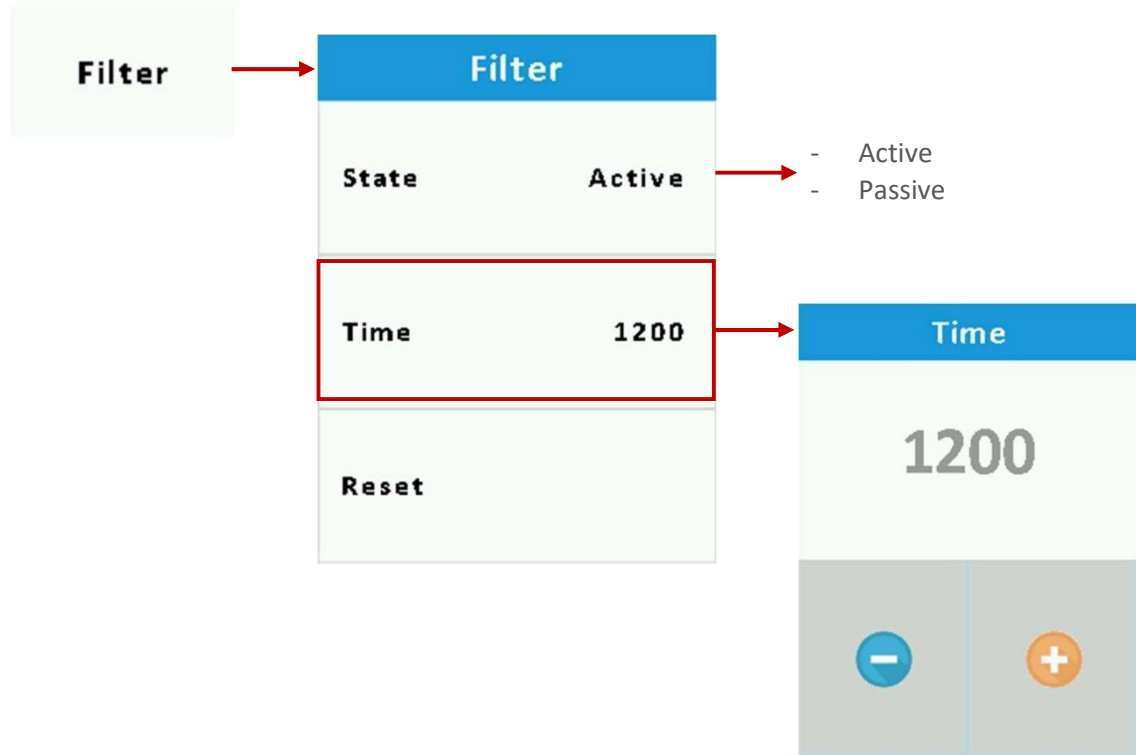 Filter
Filter
State Active
- Active
- Passive
Time 1200
Time
1200
Reset